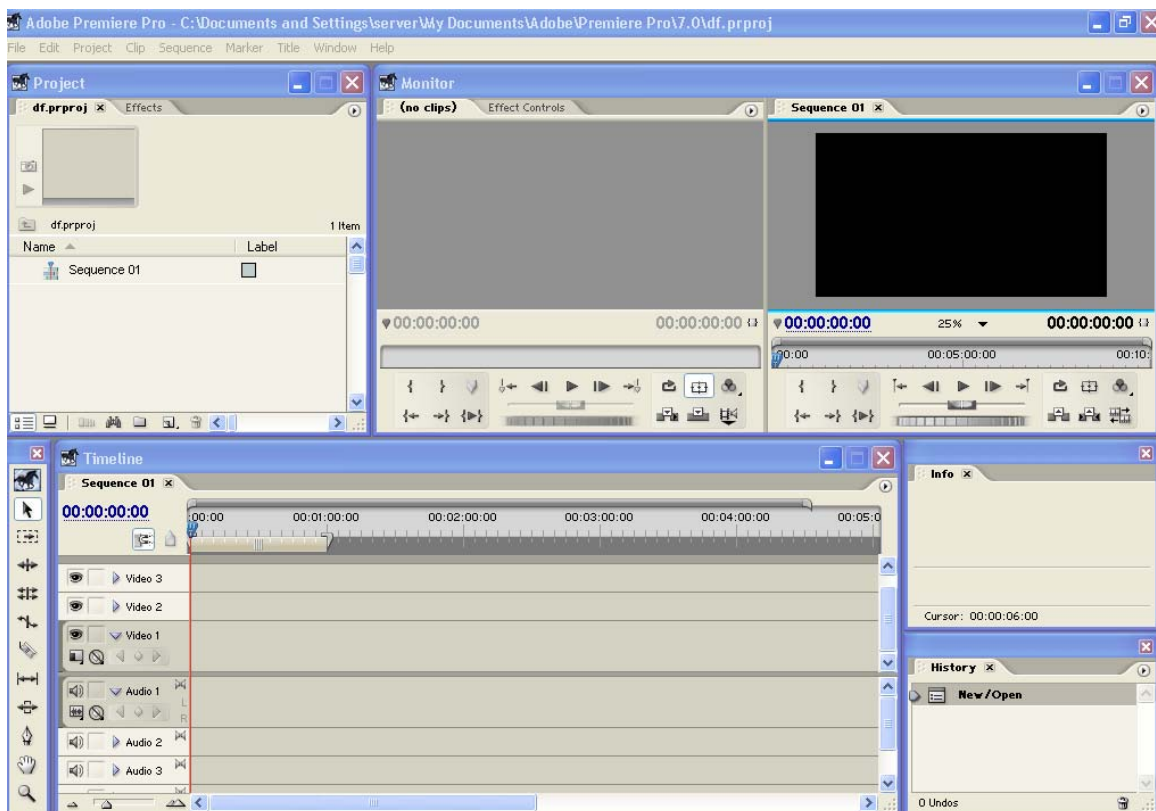 Adobe Premiere Pro - C:\Documents and Settings\server\My Documents\Adobe\Premiere Pro\7.0\df.prproj
File Edit Project Clip Sequence Marker Title Window Help
Project
df.prproj Effects
df.prproj 1 Item
Name Label
Sequence 01
Monitor
(no clips) Effect Controls
00:00:00:00 00:00:00:00
Sequence 01
00:00:00:00 25% 00:00:00:00
00:00 00:05:00:00 00:10:
Timeline
Sequence 01
00:00:00:00
:00:00 00:01:00:00 00:02:00:00 00:03:00:00 00:04:00:00 00:05:0
Video 3
Video 2
Video 1
Audio 1
L
R
Audio 2
Audio 3
Info
Cursor: 00:00:06:00
History
New/Open
0 Undos